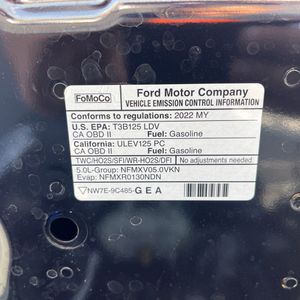 FoMoCo
Ford Motor Company
VEHICLE EMISSION CONTROL INFORMATION
Conforms to regulations: 2022 MY
U.S. EPA: T3B125 LDV
CA OBD II Fuel: Gasoline
California: ULEV125 PC
CA OBD II Fuel: Gasoline
TWC/HO2S/SFI/WR-HO2S/DFI No adjustments needed.
5.0L-Group: NFMXV05.0VKN
Evap: NFMXR0130NDN
NW7E-9C485-GEA